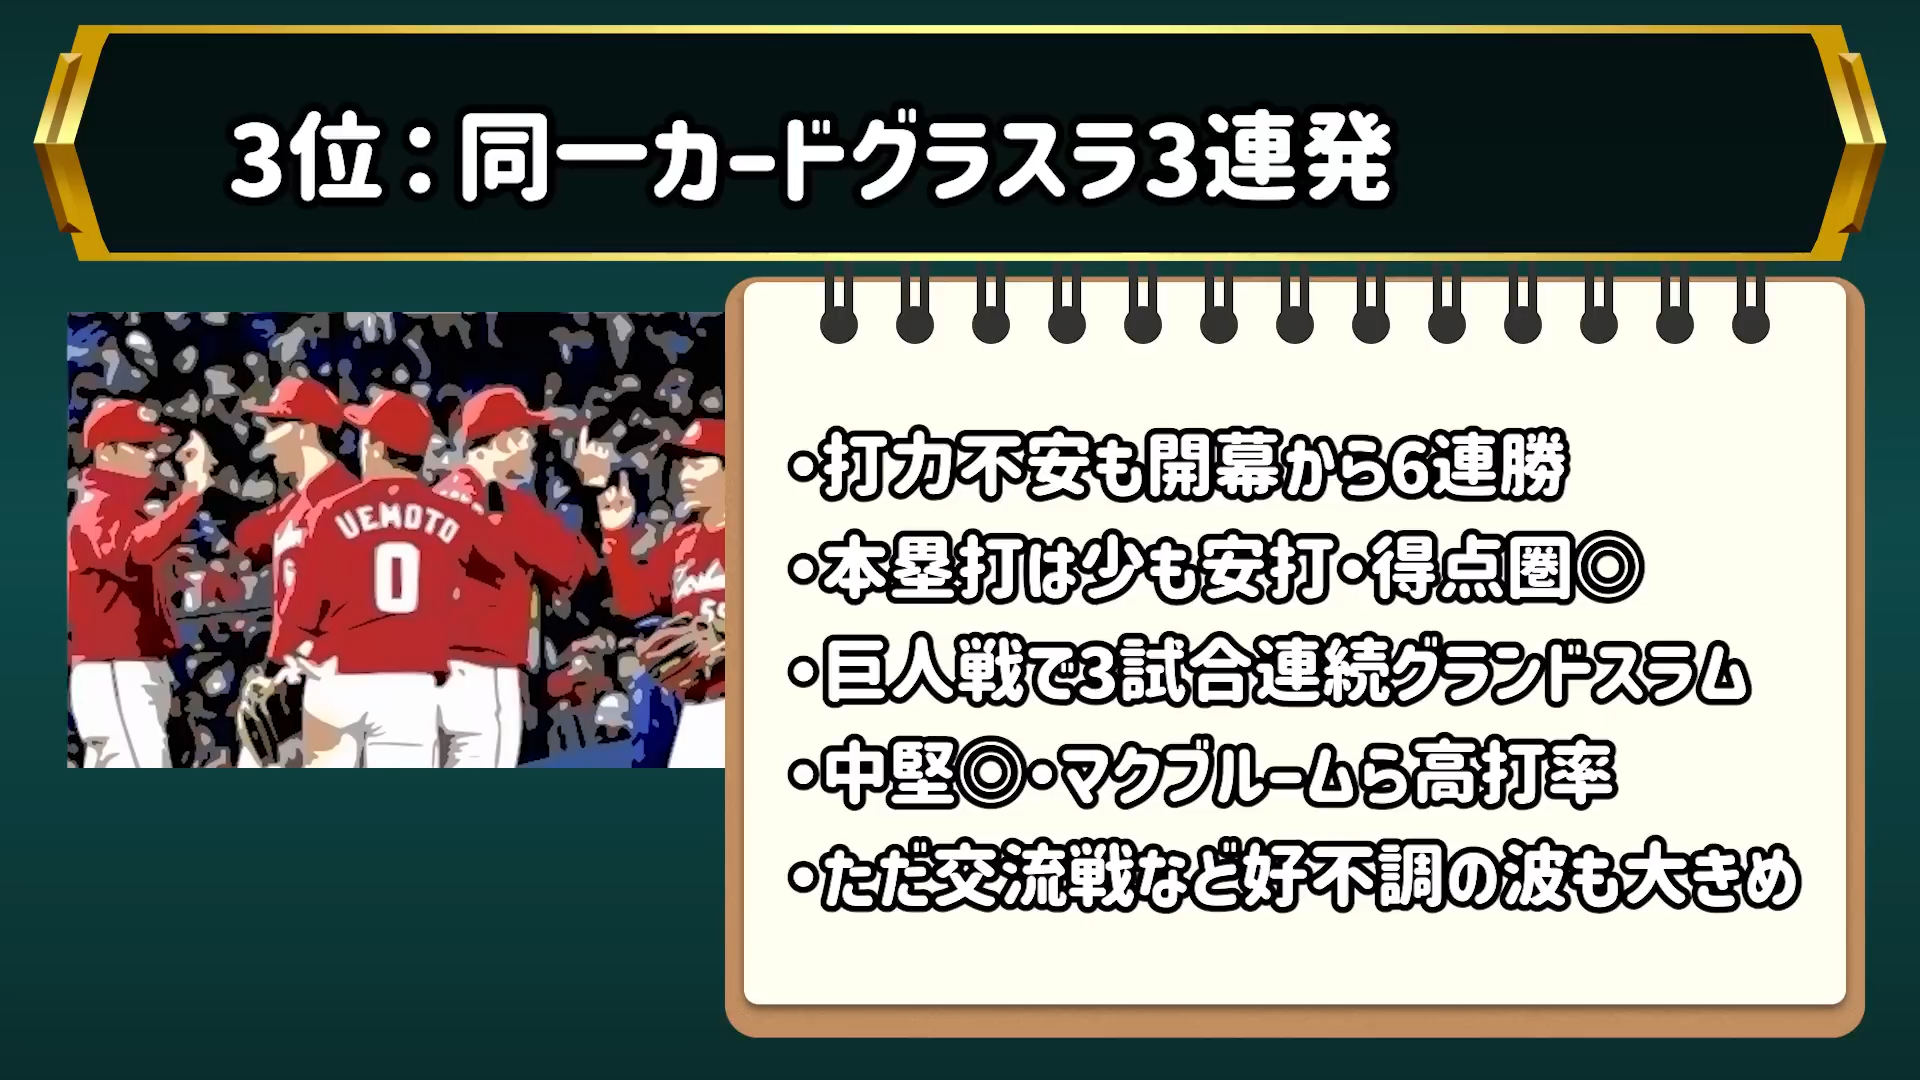 3位：同一カードグラスラ3連発
UEMOTO
0
・打力不安も開幕から6連勝
・本塁打は少も安打・得点圏◎
・巨人戦で3試合連続グランドスラム
・中堅◎・マクブルームら高打率
・ただ交流戦など好不調の波も大きめ